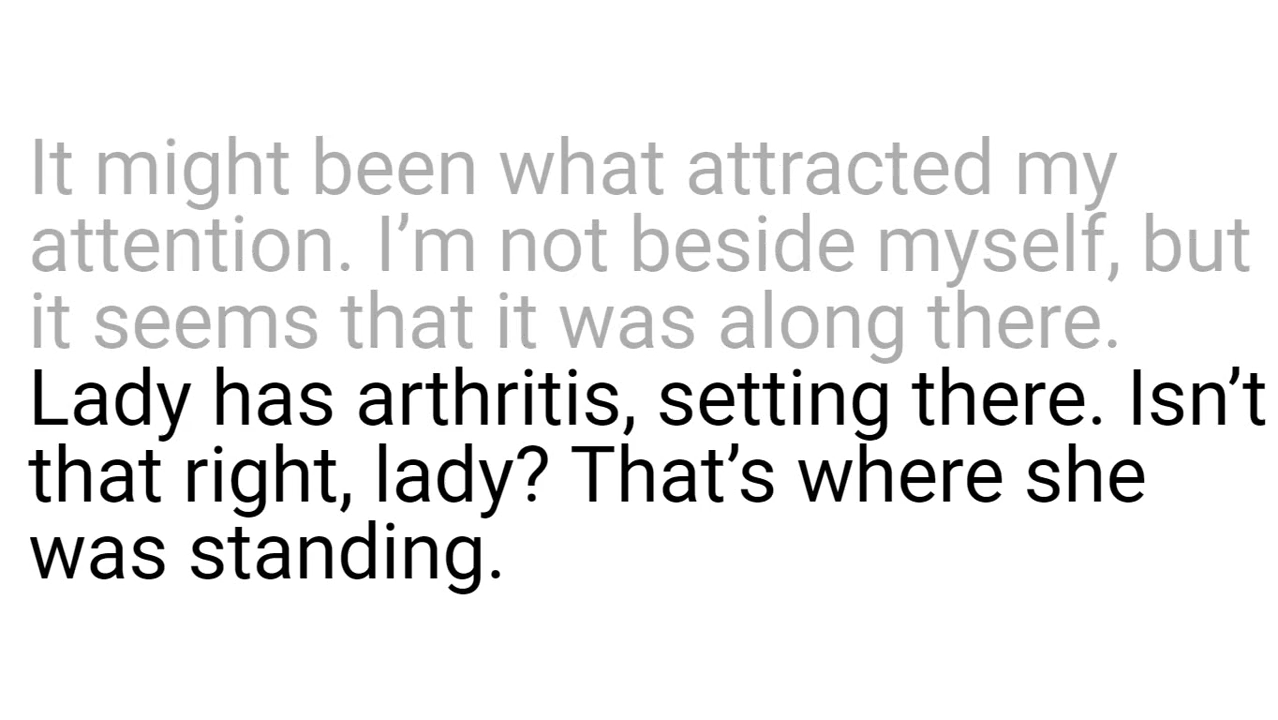 It might been what attracted my
attention. I’m not beside myself, but
it seems that it was along there.
Lady has arthritis, setting there. Isn’t
that right, lady? That’s where she
was standing.